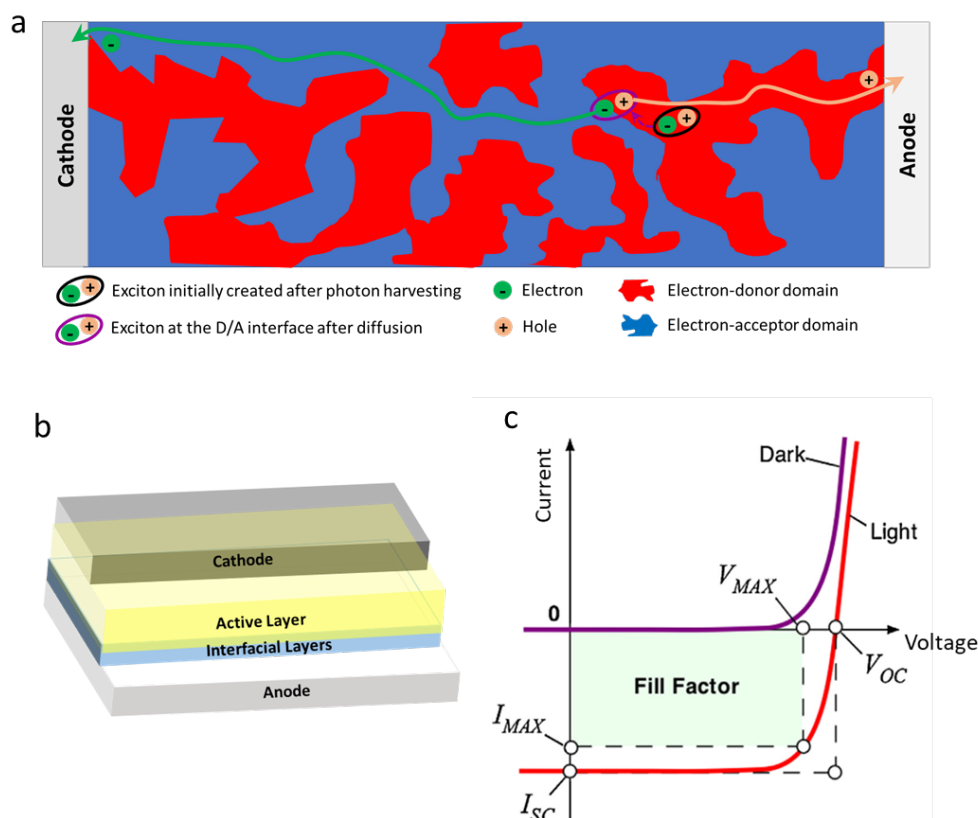 a
Cathode
Anode
- +
- +
- +
- + Exciton initially created after photon harvesting
- Electron
Electron-donor domain
- + Exciton at the D/A interface after diffusion
+ Hole
Electron-acceptor domain
b
Cathode
Active Layer
Interfacial Layers
Anode
c
Current
Dark
Light
V_MAX
0
Voltage
V_OC
Fill Factor
I_MAX
I_SC